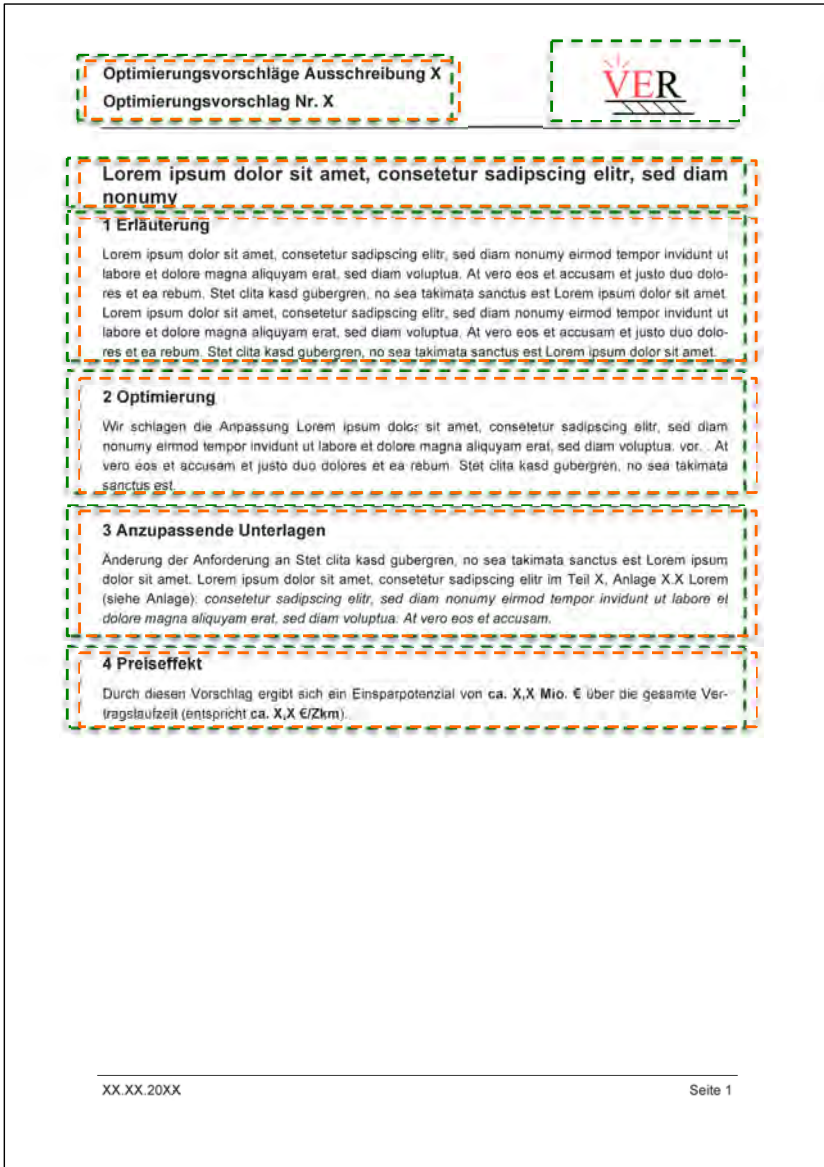 Optimierungsvorschläge Ausschreibung X
Optimierungsvorschlag Nr. X
VER
Lorem ipsum dolor sit amet, consetetur sadipscing elitr, sed diam
nonumy
1 Erläuterung
Lorem ipsum dolor sit amet, consetetur sadipscing elitr, sed diam nonumy eirmod tempor invidunt ut
labore et dolore magna aliquyam erat, sed diam voluptua. At vero eos et accusam et justo duo dolo-
res et ea rebum. Stet clita kasd gubergren, no sea takimata sanctus est Lorem ipsum dolor sit amet.
Lorem ipsum dolor sit amet, consetetur sadipscing elitr, sed diam nonumy eirmod tempor invidunt ut
labore et dolore magna aliquyam erat, sed diam voluptua. At vero eos et accusam et justo duo dolo-
res et ea rebum. Stet clita kasd gubergren, no sea takimata sanctus est Lorem ipsum dolor sit amet.
2 Optimierung
Wir schlagen die Anpassung Lorem ipsum dolor sit amet, consetetur sadipscing elitr, sed diam
nonumy eirmod tempor invidunt ut labore et dolore magna aliquyam erat, sed diam voluptua. vor. . At
vero eos et accusam et justo duo dolores et ea rebum. Stet clita kasd gubergren, no sea takimata
sanctus est.
3 Anzupassende Unterlagen
Änderung der Anforderung an Stet clita kasd gubergren, no sea takimata sanctus est Lorem ipsum
dolor sit amet. Lorem ipsum dolor sit amet, consetetur sadipscing elitr im Teil X, Anlage X.X Lorem
(siehe Anlage): consetetur sadipscing elitr, sed diam nonumy eirmod tempor invidunt ut labore et
dolore magna aliquyam erat, sed diam voluptua. At vero eos et accusam.
4 Preiseffekt
Durch diesen Vorschlag ergibt sich ein Einsparpotenzial von ca. X,X Mio. € über die gesamte Ver-
tragslaufzeit (entspricht ca. X,X €/Zkm).
XX.XX.20XX Seite 1